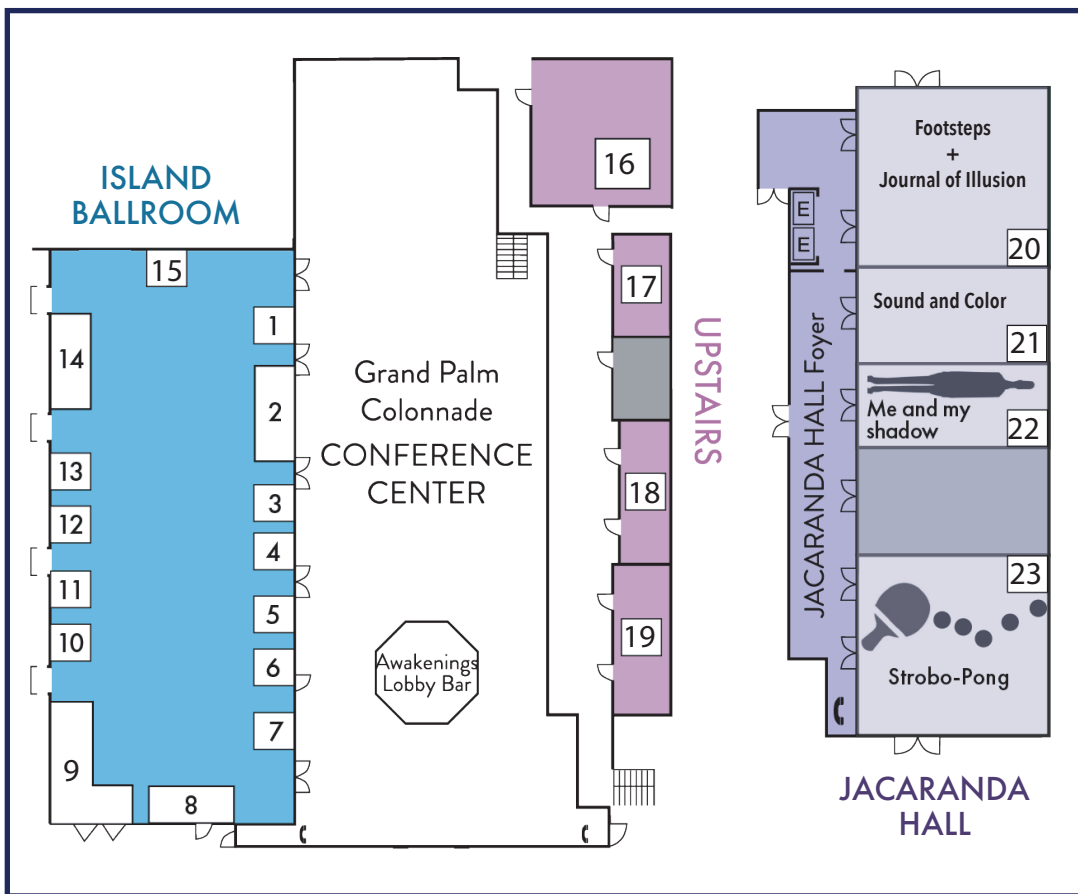 ISLAND
BALLROOM
15
1
14
2
13
3
12
4
11
5
10
6
7
9
8
Grand Palm
Colonnade
CONFERENCE
CENTER
Awakenings
Lobby Bar
16
17
18
19
UPSTAIRS
E
E
JACARANDA HALL Foyer
Footsteps
+
Journal of Illusion
20
Sound and Color
21
Me and my
shadow
22
23
Strobo-Pong
JACARANDA
HALL